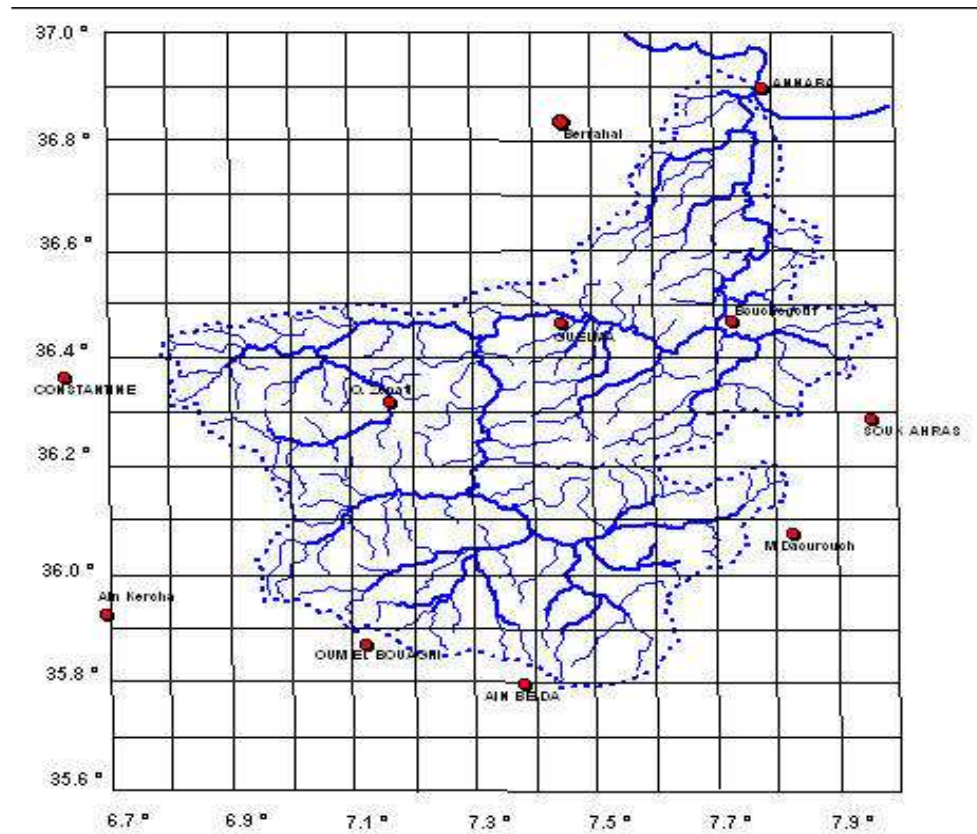 37.0 °
ANNABA
36.8 °
Berrahal
36.6 °
Bouchegouf
GUELMA
36.4 °
CONSTANTINE
SOUK AHRAS
36.2 °
M'Daourouch
36.0 °
Ain Kercha
OUM EL BOUAGHI
35.8 °
AIN BEIDA
35.6 °
6.7 °
6.9 °
7.1 °
7.3 °
7.5 °
7.7 °
7.9 °